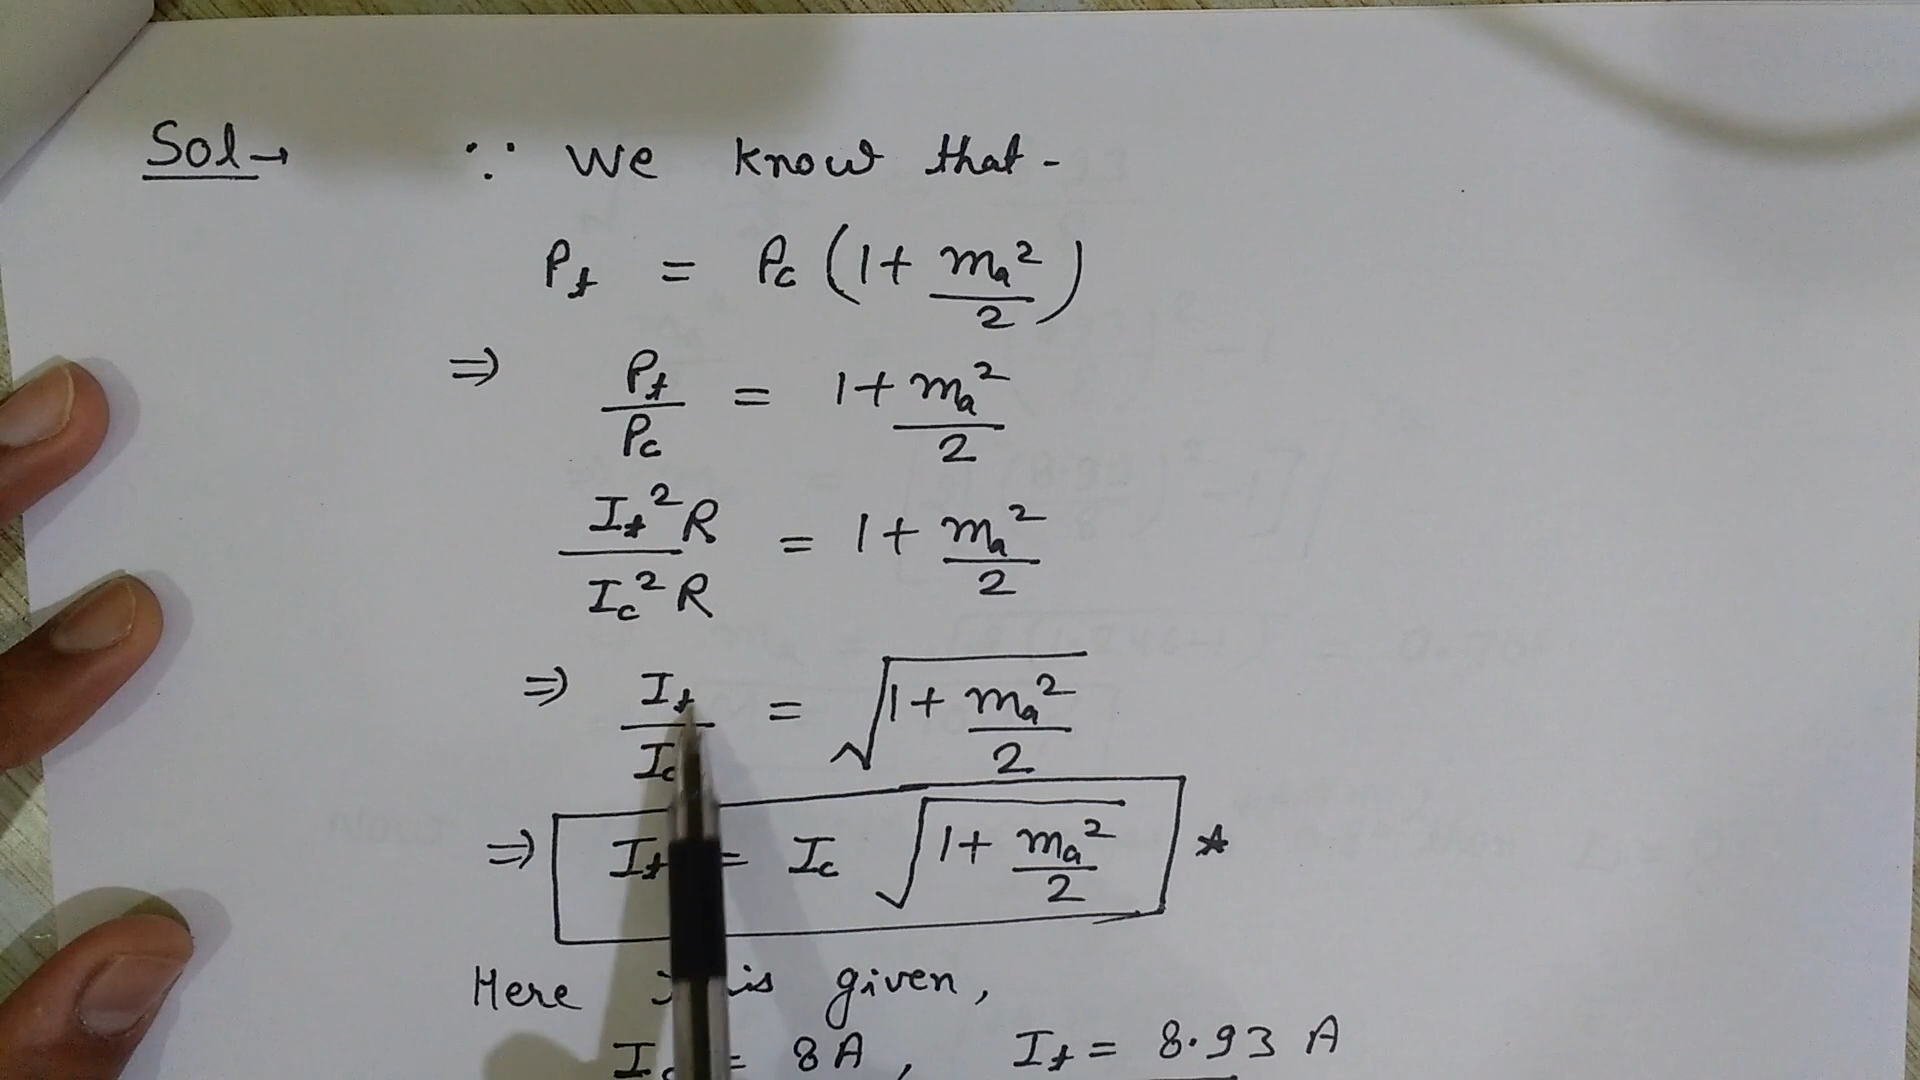 Sol→ ∵ We know that-
Pt = Pc (1 + ma²/2)
⇒ Pt/Pc = 1 + ma²/2
It²R/Ic²R = 1 + ma²/2
⇒ It/Ic = √(1 + ma²/2)
⇒ It = Ic √(1 + ma²/2) *
Here is given,
Ic = 8A, It = 8.93 A